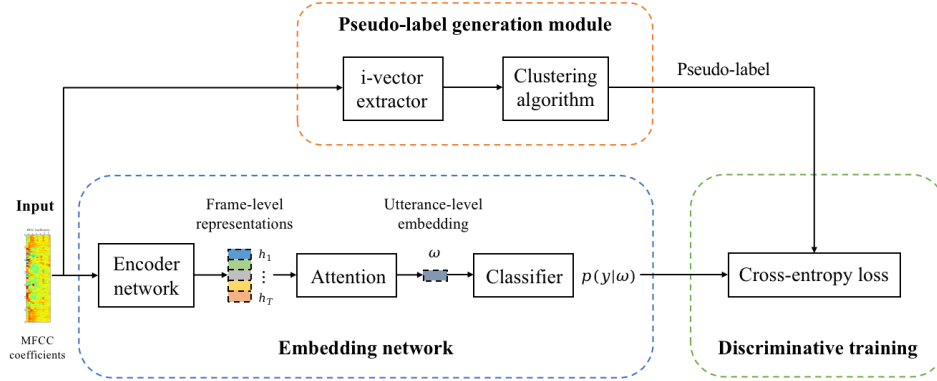 Pseudo-label generation module
i-vector
extractor
Clustering
algorithm
Pseudo-label
Input
MFCC
coefficients
Encoder
network
Frame-level
representations
h₁
⋮
h_T
Attention
Utterance-level
embedding
ω
Classifier
p(y|ω)
Embedding network
Cross-entropy loss
Discriminative training